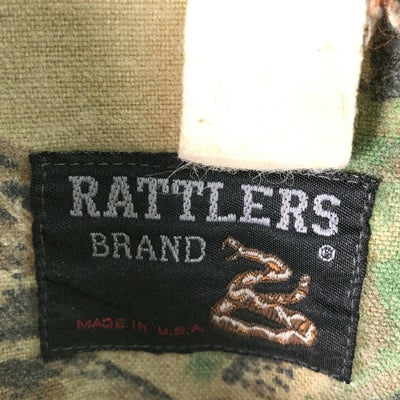 RATTLERS
BRAND ®
MADE IN U.S.A.